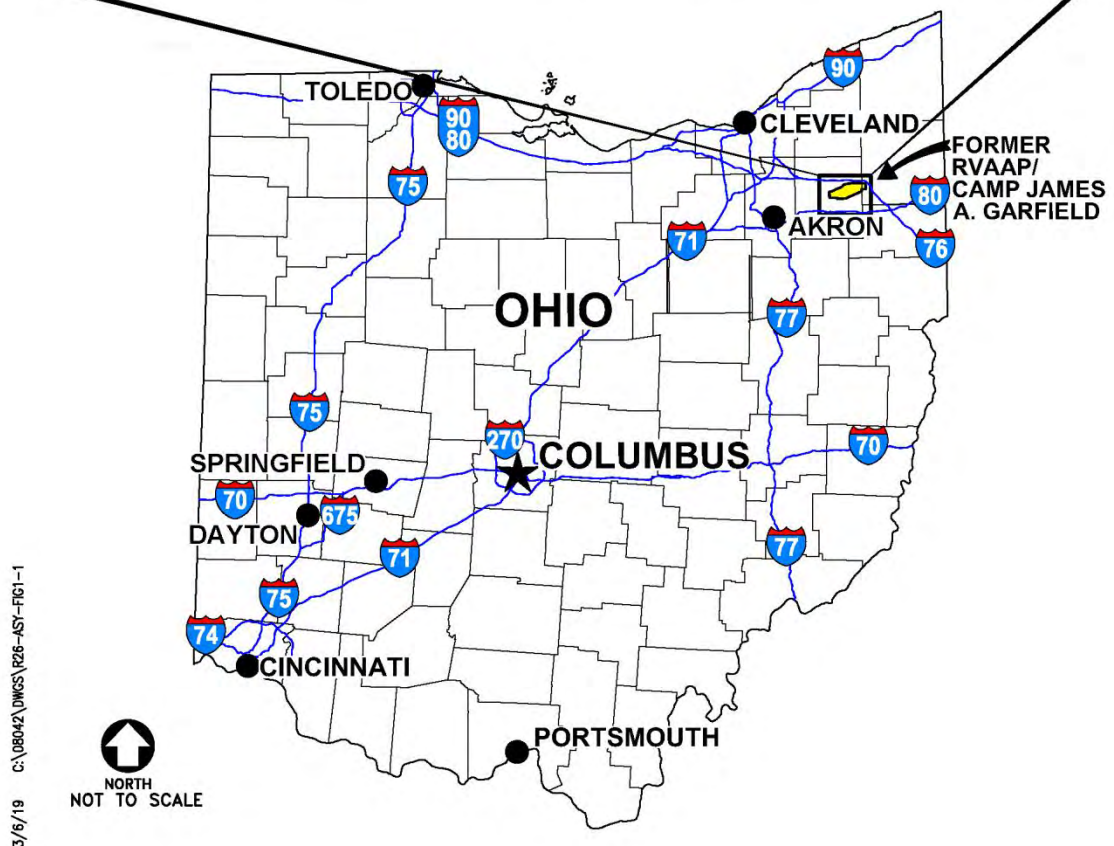 90
TOLEDO
90
80
CLEVELAND
FORMER
RVAAP/
CAMP JAMES
A. GARFIELD
75
80
AKRON
71
76
OHIO
77
75
270
COLUMBUS
70
SPRINGFIELD
70
675
DAYTON
71
77
75
74
CINCINNATI
PORTSMOUTH
NORTH
NOT TO SCALE
3/6/19 C:\08042\DWGS\R26-ASY-FIG1-1